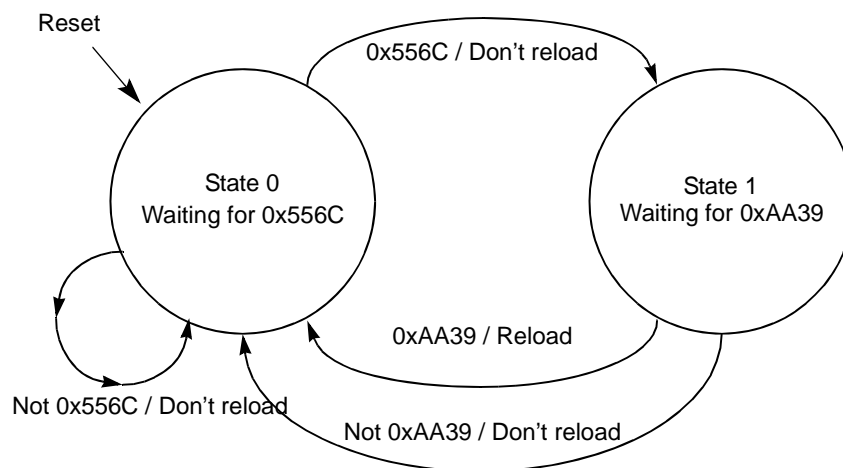 Reset
0x556C / Don’t reload
State 0
Waiting for 0x556C
State 1
Waiting for 0xAA39
0xAA39 / Reload
Not 0x556C / Don’t reload
Not 0xAA39 / Don’t reload